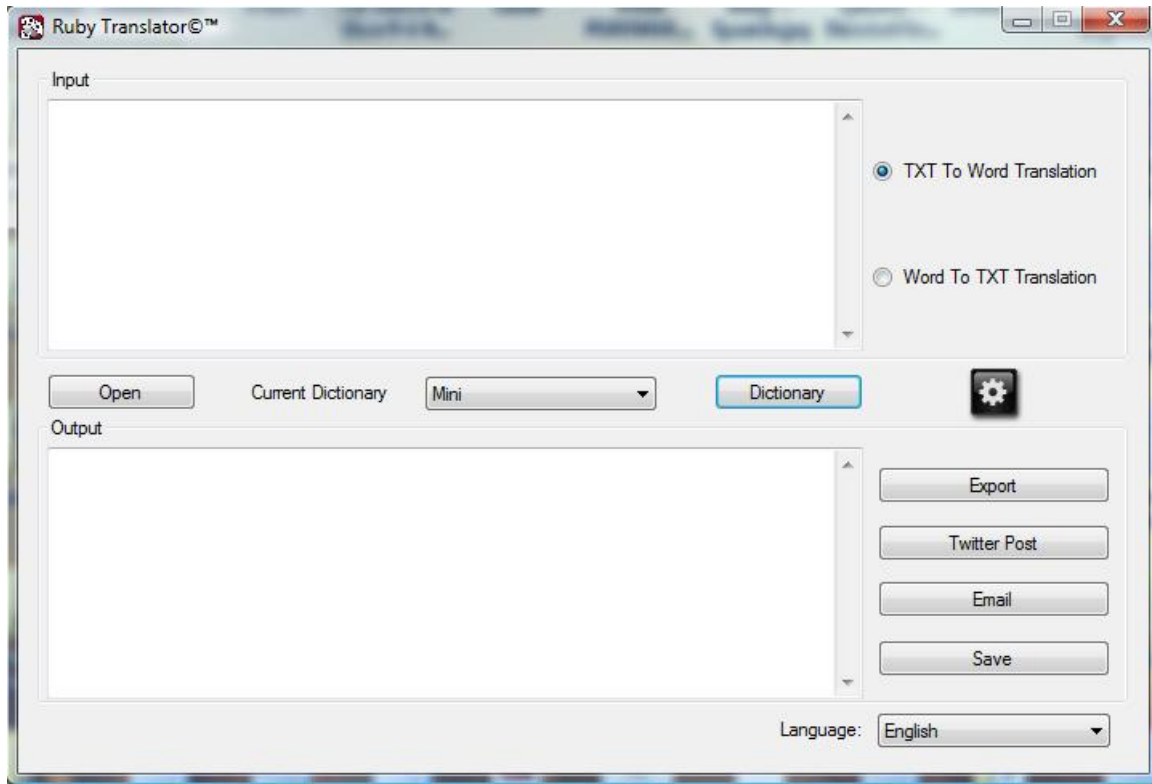 Ruby Translator©™
Input
TXT To Word Translation
Word To TXT Translation
Open Current Dictionary Mini Dictionary
Output
Export
Twitter Post
Email
Save
Language: English